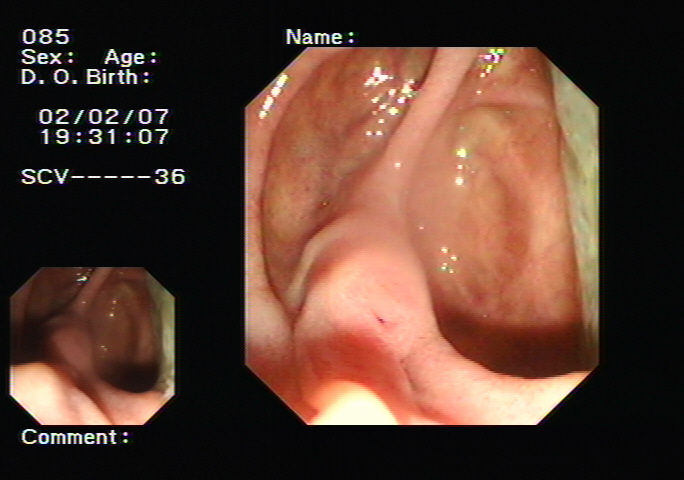 085
Name:
Sex: Age:
D.O.Birth:
02/02/07
19:31:07
SCV-----36
Comment: